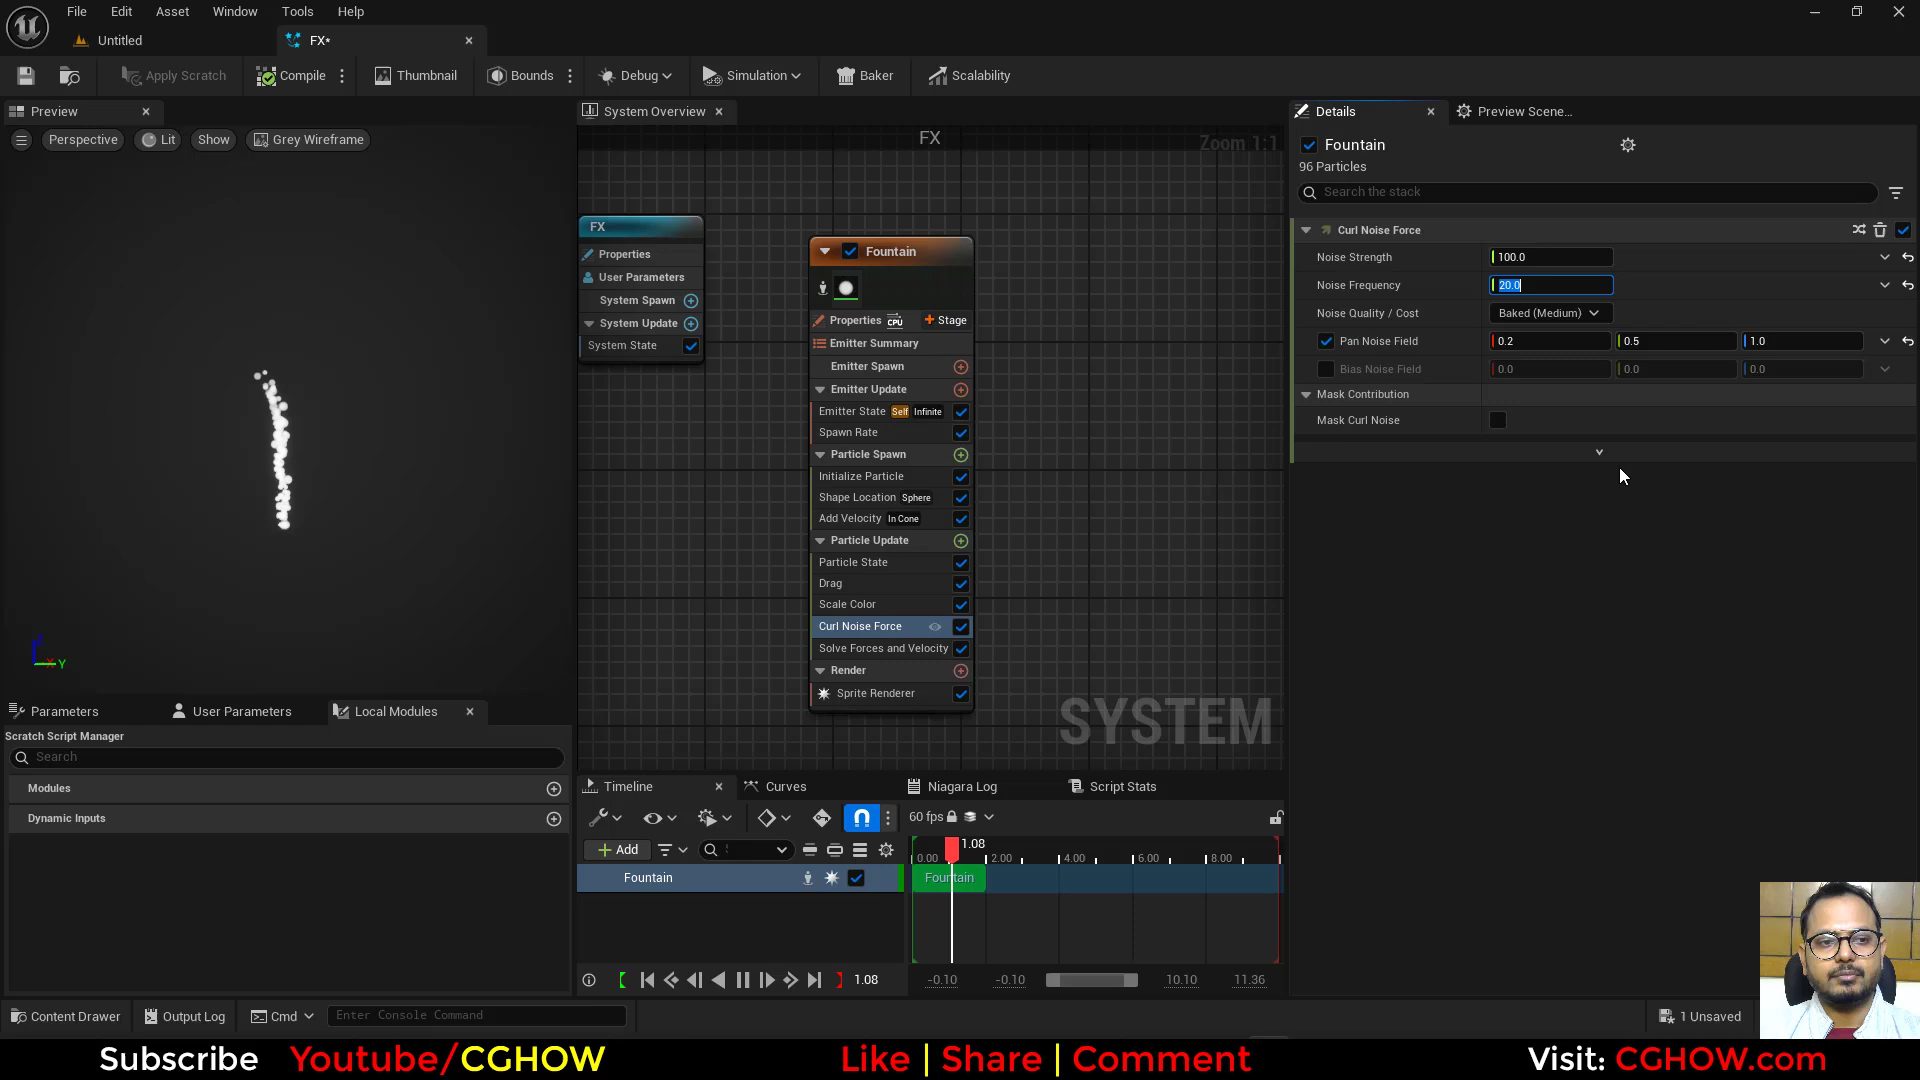 File Edit Asset Window Tools Help
Untitled FX*
Apply Scratch Compile Thumbnail Bounds Debug Simulation Baker Scalability
Preview
System Overview
Details Preview Scene...
Perspective Lit Show Grey Wireframe
FX
Zoom 1:1
Fountain
96 Particles
Search the stack
Curl Noise Force
Noise Strength 100.0
Noise Frequency 20.0
Noise Quality / Cost Baked (Medium)
Pan Noise Field 0.2 0.5 1.0
Bias Noise Field 0.0 0.0 0.0
Mask Contribution
Mask Curl Noise
FX
Properties
User Parameters
System Spawn
System Update
System State
Fountain
Properties CPU Stage
Emitter Summary
Emitter Spawn
Emitter Update
Emitter State Self Infinite
Spawn Rate
Particle Spawn
Initialize Particle
Shape Location Sphere
Add Velocity In Cone
Particle Update
Particle State
Drag
Scale Color
Curl Noise Force
Solve Forces and Velocity
Render
Sprite Renderer
SYSTEM
X Y
Parameters User Parameters Local Modules
Scratch Script Manager
Search
Modules
Dynamic Inputs
Timeline Curves Niagara Log Script Stats
60 fps
Add
1.08
0.00 2.00 4.00 6.00 8.00
Fountain Fountain
1.08 -0.10 -0.10 10.10 11.36
Content Drawer Output Log Cmd Enter Console Command 1 Unsaved
Subscribe Youtube/CGHOW Like | Share | Comment Visit: CGHOW.com